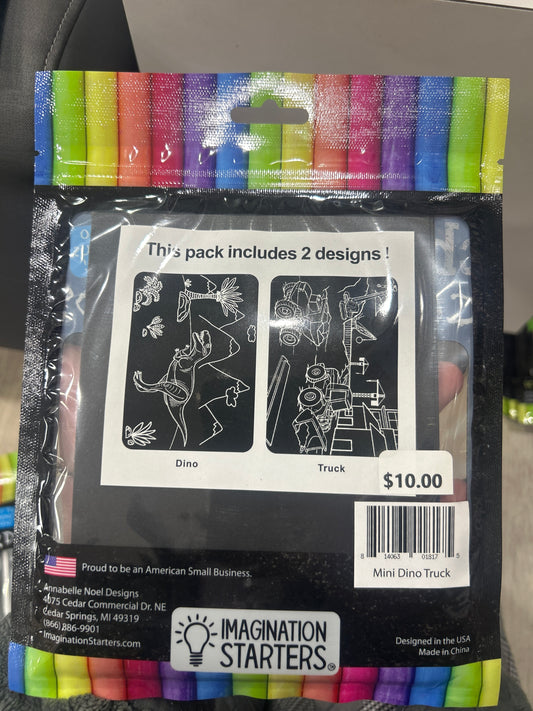 This pack includes 2 designs !
Dino
Truck
$10.00
8 14063 01817 5
Mini Dino Truck
Proud to be an American Small Business.
Annabelle Noel Designs
4075 Cedar Commercial Dr. NE
Cedar Springs, MI 49319
(866) 886-9901
ImaginationStarters.com
IMAGINATION
STARTERS
Designed in the USA
Made in China